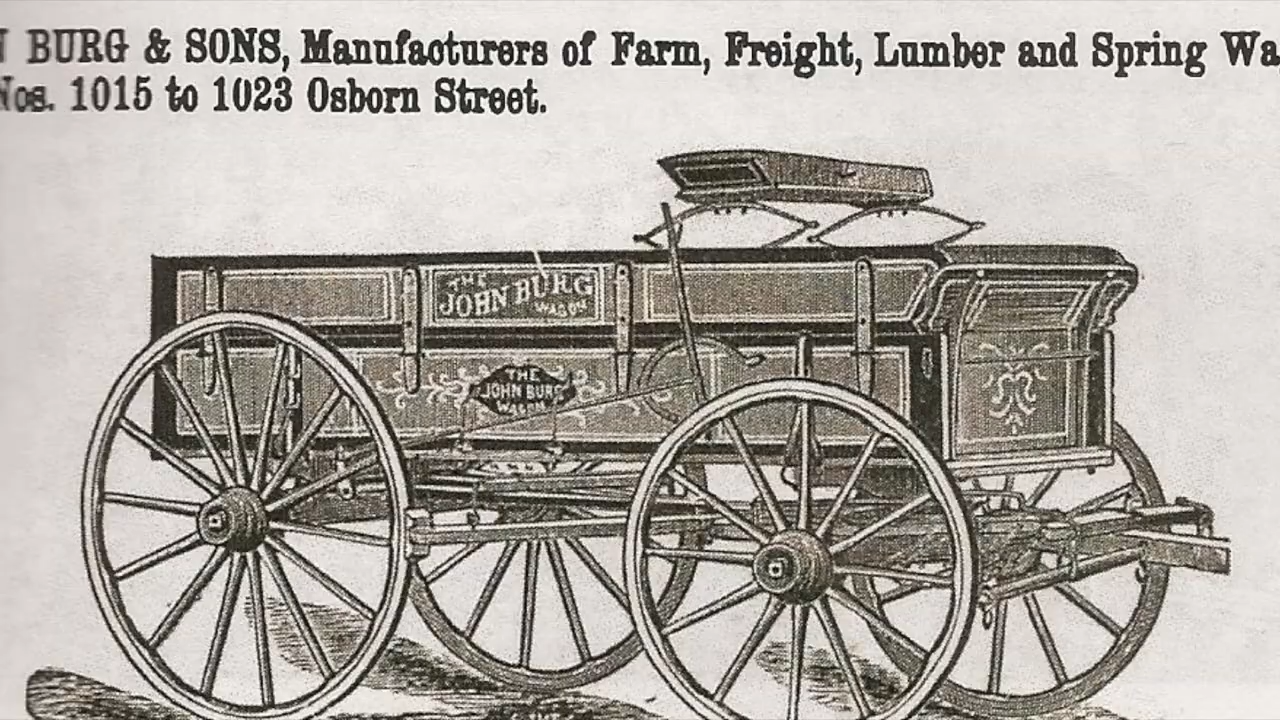 BURG & SONS, Manufacturers of Farm, Freight, Lumber and Spring Wa
Nos. 1015 to 1023 Osborn Street.
THE
JOHN BURG
WAGON
THE
JOHN BURG
WAGON